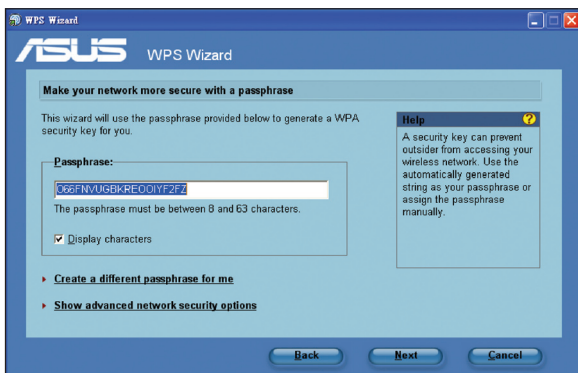 WPS Wizard
ASUS WPS Wizard
Make your network more secure with a passphrase
This wizard will use the passphrase provided below to generate a WPA
security key for you.
Passphrase:
O66FNVUGBKREOOIYF2FZ
The passphrase must be between 8 and 63 characters.
Display characters
Create a different passphrase for me
Show advanced network security options
Help
A security key can prevent
outsider from accessing your
wireless network. Use the
automatically generated
string as your passphrase or
assign the passphrase
manually.
Back Next Cancel